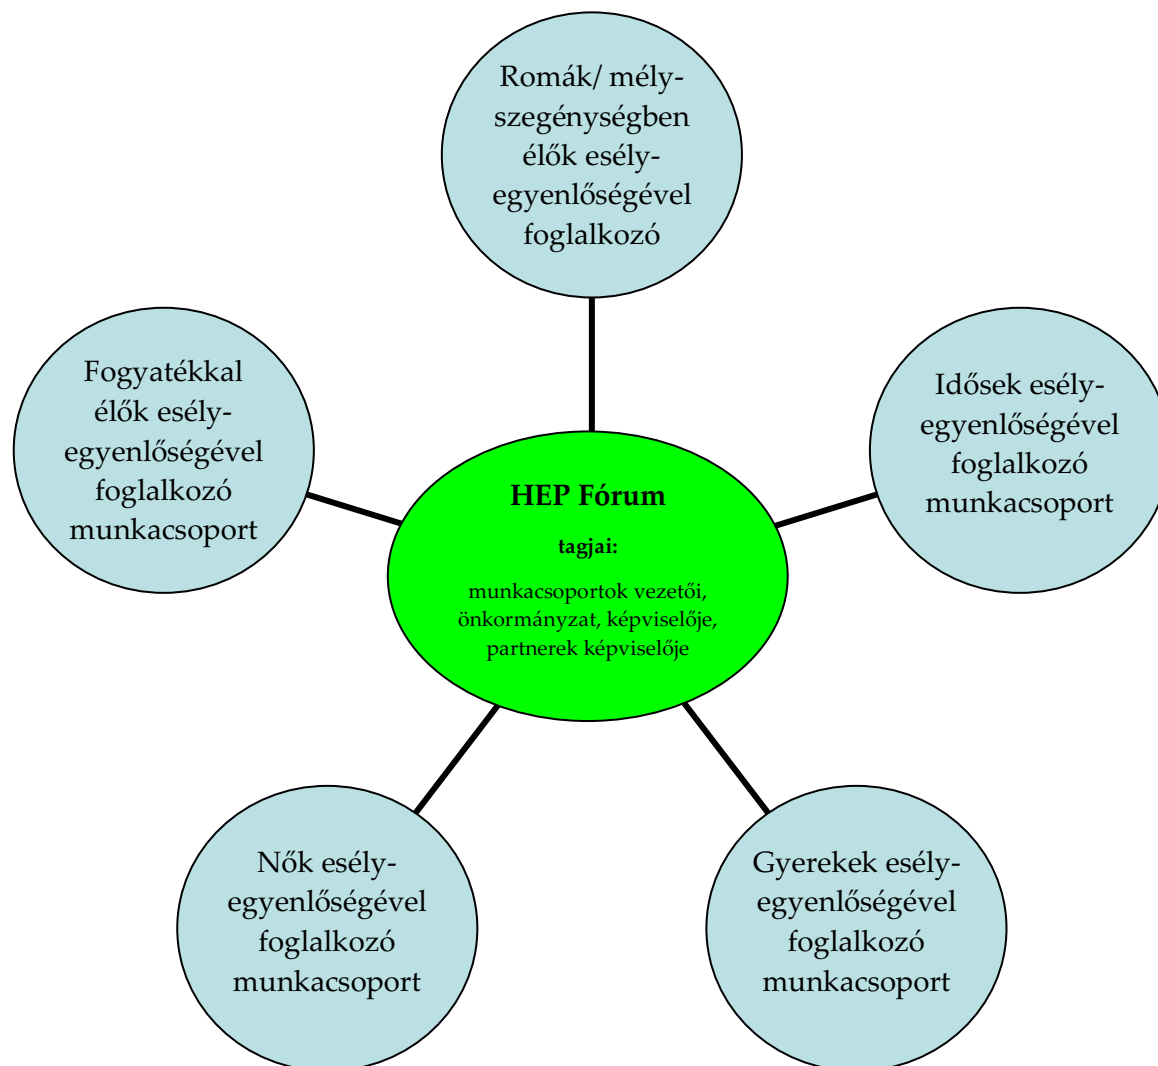 Romák/ mély-
szegénységben
élők esély-
egyenlőségével
foglalkozó
Fogyatékkal
élők esély-
egyenlőségével
foglalkozó
munkacsoport
Idősek esély-
egyenlőségével
foglalkozó
munkacsoport
HEP Fórum
tagjai:
munkacsoportok vezetői,
önkormányzat, képviselője,
partnerek képviselője
Nők esély-
egyenlőségével
foglalkozó
munkacsoport
Gyerekek esély-
egyenlőségével
foglalkozó
munkacsoport